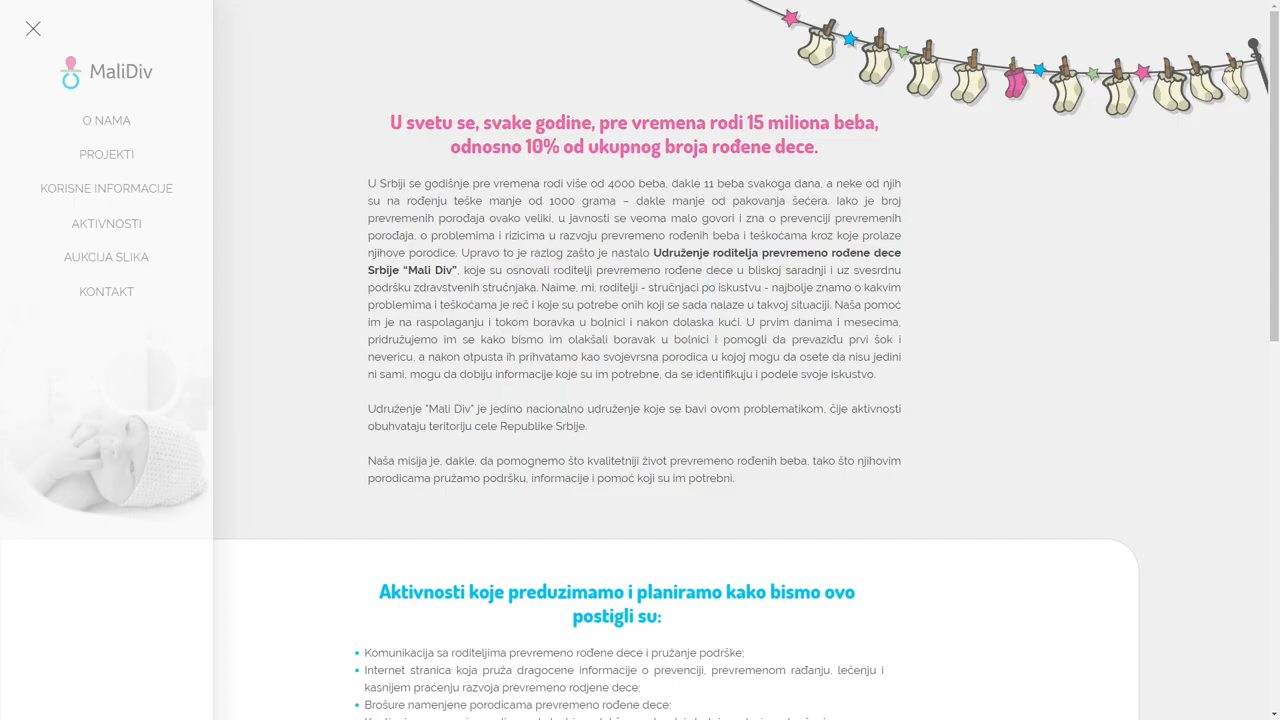 MaliDiv
O NAMA
PROJEKTI
KORISNE INFORMACIJE
AKTIVNOSTI
AUKCIJA SLIKA
KONTAKT
U svetu se, svake godine, pre vremena rodi 15 miliona beba,
odnosno 10% od ukupnog broja rođene dece.
U Srbiji se godišnje pre vremena rodi više od 4000 beba, dakle 11 beba svakoga dana, a neke od njih
su na rođenju teške manje od 1000 grama – dakle manje od pakovanja šećera. Iako je broj
prevremenih porođaja ovako veliki, u javnosti se veoma malo govori i zna o prevenciji prevremenih
porođaja, o problemima i rizicima u razvoju prevremeno rođenih beba i teškoćama kroz koje prolaze
njihove porodice. Upravo to je razlog zašto je nastalo Udruženje roditelja prevremeno rođene dece
Srbije “Mali Div”, koje su osnovali roditelji prevremeno rođene dece u bliskoj saradnji i uz svesrdnu
podršku zdravstvenih stručnjaka. Naime, mi, roditelji - stručnjaci po iskustvu - najbolje znamo o kakvim
problemima i teškoćama je reč i koje su potrebe onih koji se sada nalaze u takvoj situaciji. Naša pomoć
im je na raspolaganju i tokom boravka u bolnici i nakon dolaska kući. U prvim danima i mesecima,
pridružujemo im se kako bismo im olakšali boravak u bolnici i pomogli da prevaziđu prvi šok i
nevericu, a nakon otpusta ih prihvatamo kao svojevrsna porodica u kojoj mogu da osete da nisu jedini
ni sami, mogu da dobiju informacije koje su im potrebne, da se identifikuju i podele svoje iskustvo.
Udruženje "Mali Div" je jedino nacionalno udruženje koje se bavi ovom problematikom, čije aktivnosti
obuhvataju teritoriju cele Republike Srbije.
Naša misija je, dakle, da pomognemo što kvalitetniji život prevremeno rođenih beba, tako što njihovim
porodicama pružamo podršku, informacije i pomoć koji su im potrebni.
Aktivnosti koje preduzimamo i planiramo kako bismo ovo
postigli su:
Komunikacija sa roditeljima prevremeno rođene dece i pružanje podrške;
Internet stranica koja pruža dragocene informacije o prevenciji, prevremenom rađanju, lečenju i
kasnijem praćenju razvoja prevremeno rodjene dece;
Brošure namenjene porodicama prevremeno rođene dece;